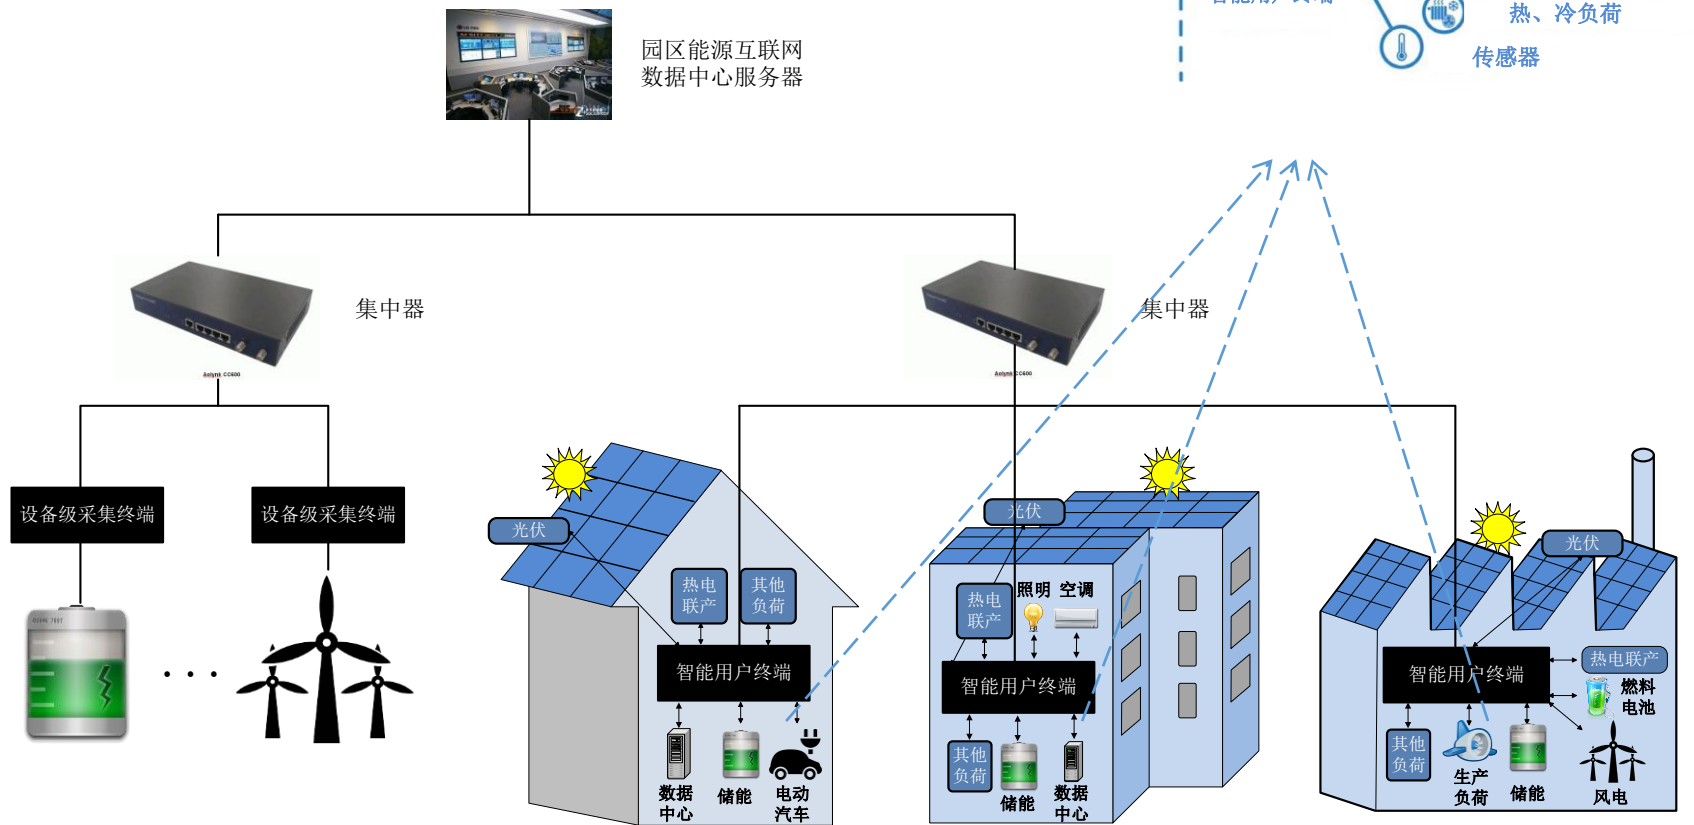 热、冷负荷
传感器
园区能源互联网
数据中心服务器
集中器
集中器
Aolynk CC600
Aolynk CC600
设备级采集终端
设备级采集终端
光伏
热电
联产
其他
负荷
智能用户终端
数据
中心
储能
电动
汽车
光伏
热电
联产
照明
空调
智能用户终端
其他
负荷
储能
数据
中心
光伏
智能用户终端
热电联产
燃料
电池
其他
负荷
生产
负荷
储能
风电